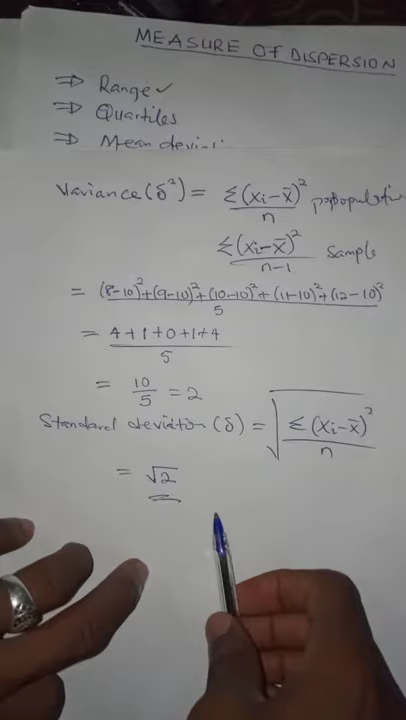 MEASURE OF DISPERSION
⇒ Range ✓
⇒ Quartiles
⇒ Mean devi
Variance (δ²) = Σ(xi-x̄)²/n population
Σ(xi-x̄)²/n-1 sample
= (8-10)²+(9-10)²+(10-10)²+(11-10)²+(12-10)²/5
= 4+1+0+1+4/5
= 10/5 = 2
Standard deviation (δ) = √Σ(xi-x̄)²/n
= √2